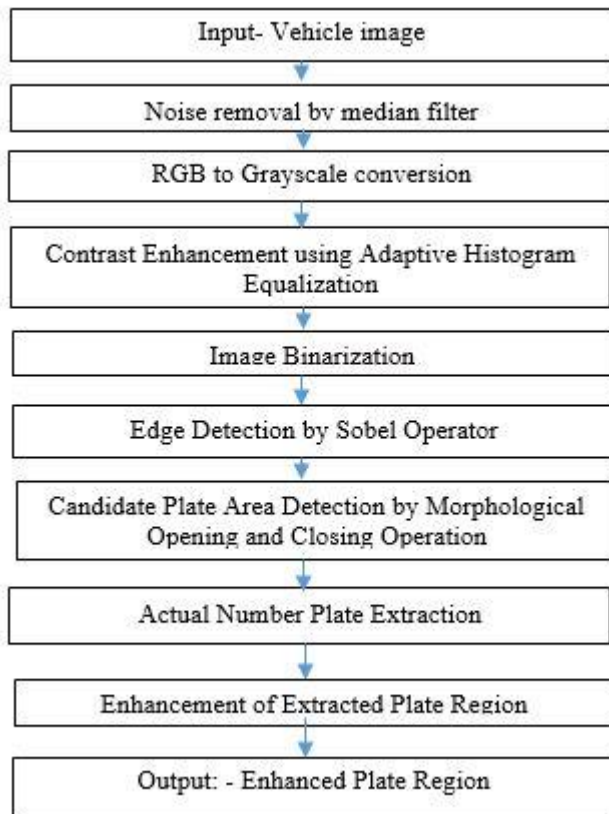 Input- Vehicle image
Noise removal by median filter
RGB to Grayscale conversion
Contrast Enhancement using Adaptive Histogram
Equalization
Image Binarization
Edge Detection by Sobel Operator
Candidate Plate Area Detection by Morphological
Opening and Closing Operation
Actual Number Plate Extraction
Enhancement of Extracted Plate Region
Output: - Enhanced Plate Region